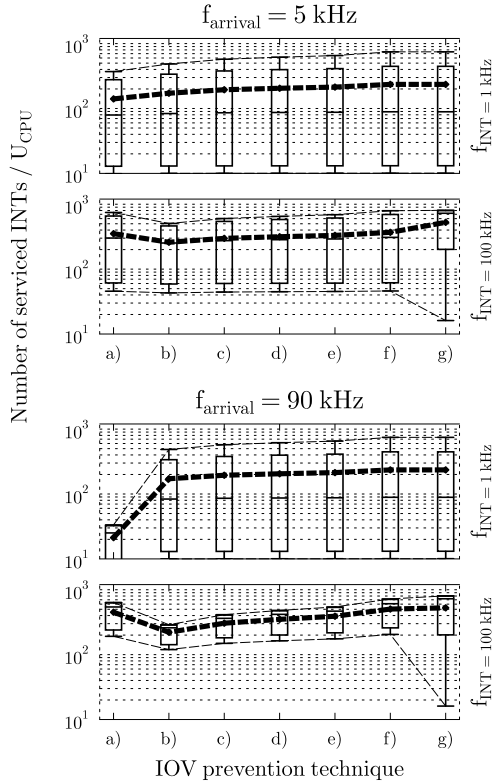 f_arrival = 5 kHz
10^3
10^2
10^1
f_INT = 1 kHz
10^3
10^2
10^1
f_INT = 100 kHz
a) b) c) d) e) f) g)
Number of serviced INTs / U_CPU
f_arrival = 90 kHz
10^3
10^2
10^1
f_INT = 1 kHz
10^3
10^2
10^1
f_INT = 100 kHz
a) b) c) d) e) f) g)
IOV prevention technique